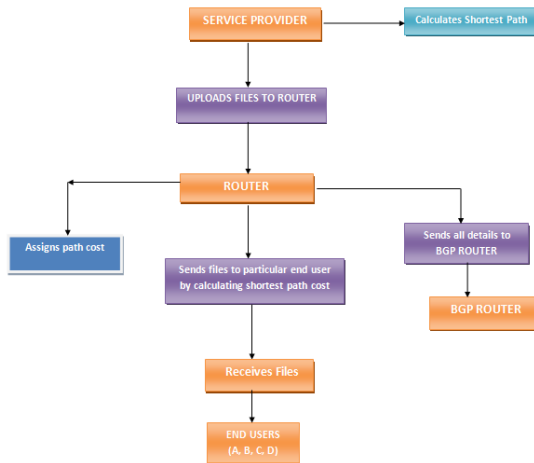 SERVICE PROVIDER
Calculates Shortest Path
UPLOADS FILES TO ROUTER
ROUTER
Assigns path cost
Sends files to particular end user
by calculating shortest path cost
Sends all details to
BGP ROUTER
BGP ROUTER
Receives Files
END USERS
(A, B, C, D)